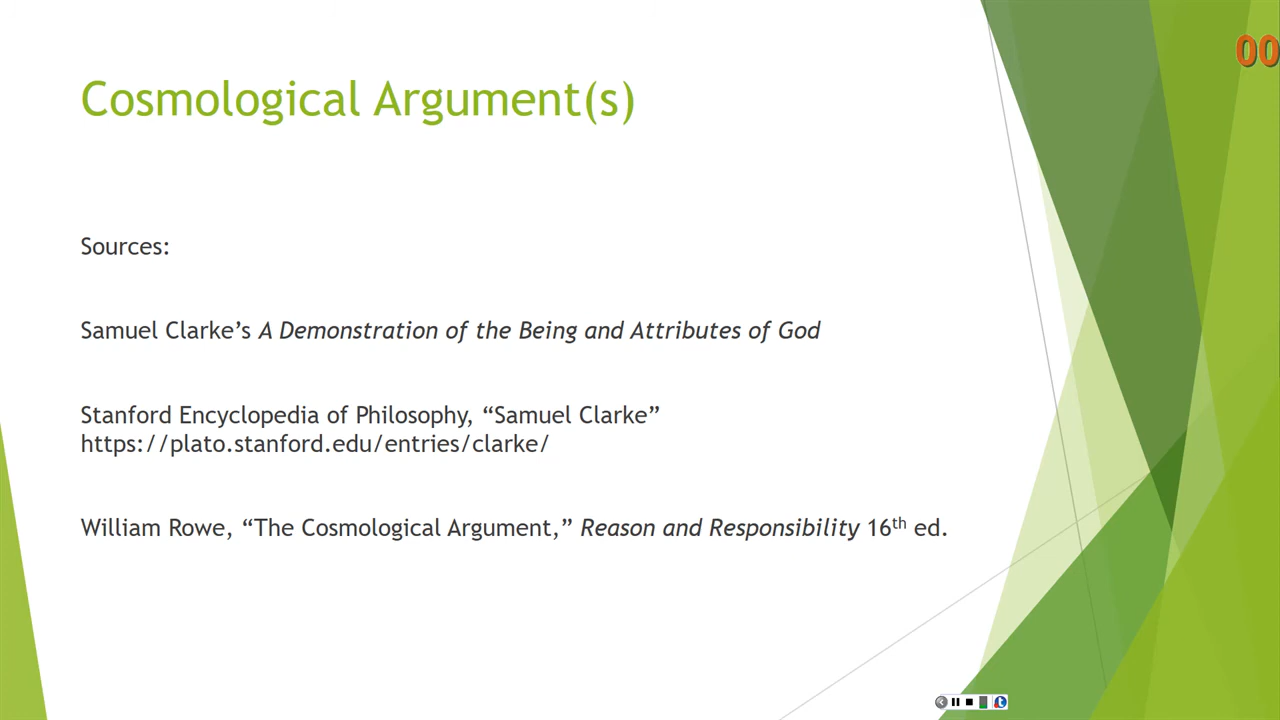 00
Cosmological Argument(s)
Sources:
Samuel Clarke’s A Demonstration of the Being and Attributes of God
Stanford Encyclopedia of Philosophy, “Samuel Clarke”
https://plato.stanford.edu/entries/clarke/
William Rowe, “The Cosmological Argument,” Reason and Responsibility 16th ed.